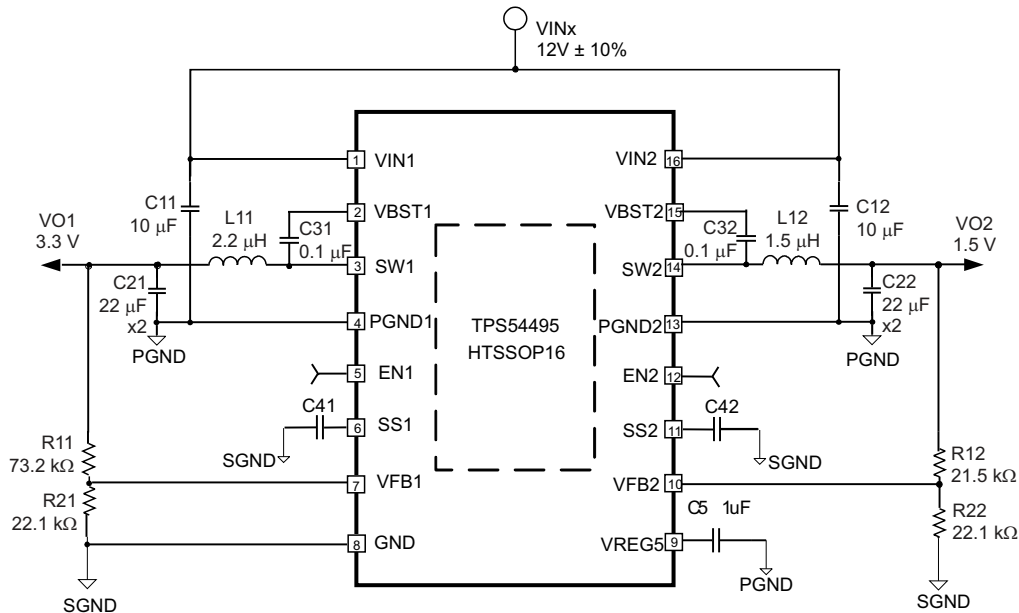 VINx
12V ± 10%
1
VIN1
VIN2
16
C11
10 μF
2
VBST1
VBST2
15
C12
10 μF
VO1
3.3 V
L11
2.2 μH
C31
0.1 μF
C32
0.1 μF
L12
1.5 μH
VO2
1.5 V
3
SW1
SW2
14
C21
22 μF
x2
C22
22 μF
x2
4
PGND1
PGND2
13
TPS54495
HTSSOP16
PGND
PGND
5
EN1
EN2
12
C41
C42
6
SS1
SS2
11
SGND
SGND
R11
73.2 kΩ
R12
21.5 kΩ
7
VFB1
VFB2
10
R21
22.1 kΩ
C5 1uF
R22
22.1 kΩ
8
GND
VREG5
9
SGND
PGND
SGND